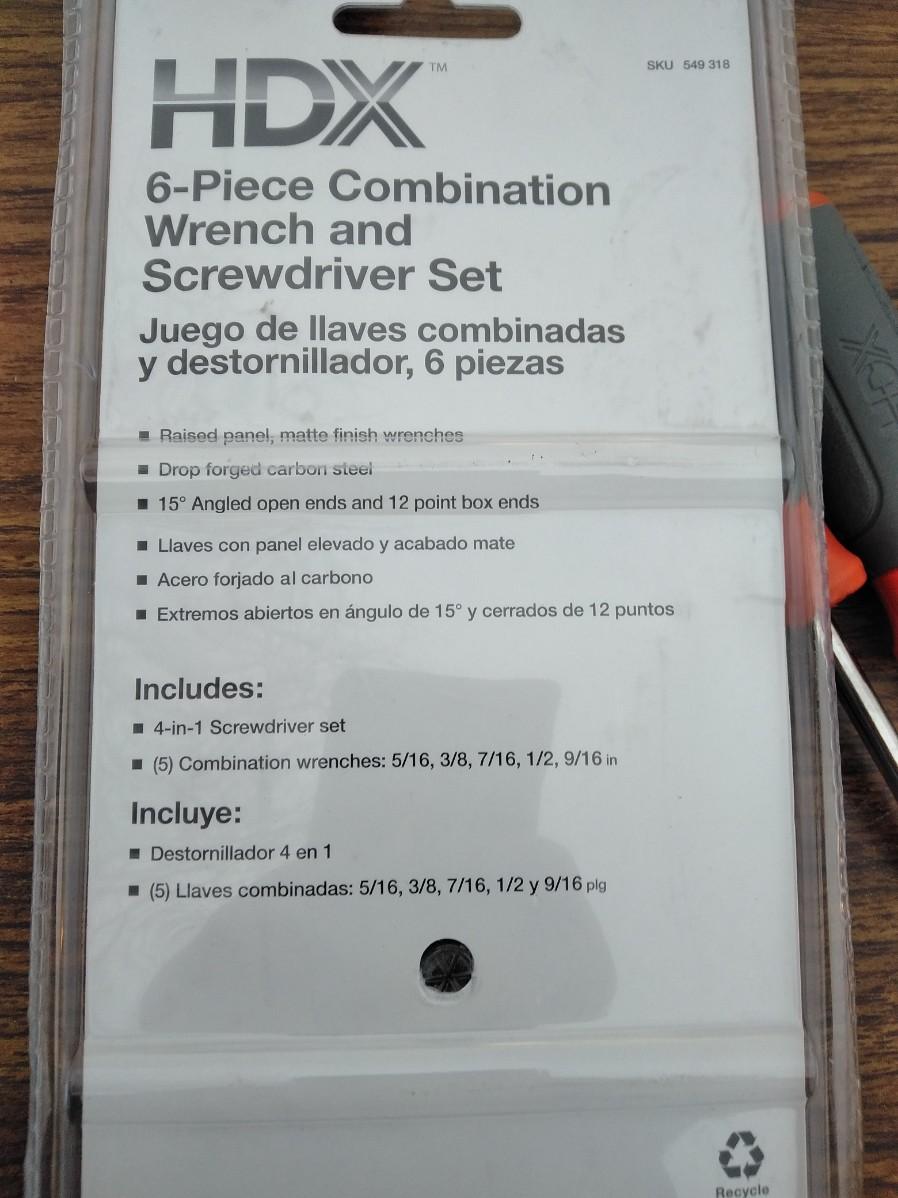 HDX™
SKU 549 318
6-Piece Combination
Wrench and
Screwdriver Set
Juego de llaves combinadas
y destornillador, 6 piezas
▪ Raised panel, matte finish wrenches
▪ Drop forged carbon steel
▪ 15° Angled open ends and 12 point box ends
▪ Llaves con panel elevado y acabado mate
▪ Acero forjado al carbono
▪ Extremos abiertos en ángulo de 15° y cerrados de 12 puntos
Includes:
▪ 4-in-1 Screwdriver set
▪ (5) Combination wrenches: 5/16, 3/8, 7/16, 1/2, 9/16 in
Incluye:
▪ Destornillador 4 en 1
▪ (5) Llaves combinadas: 5/16, 3/8, 7/16, 1/2 y 9/16 plg
Recycle
HDX